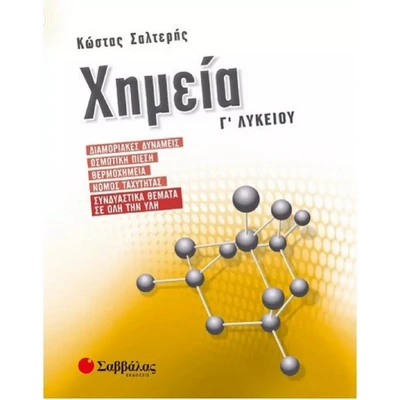 Κώστας Σαλτερής
Χημεία
Γ' ΛΥΚΕΙΟΥ
ΔΙΑΜΟΡΙΑΚΕΣ ΔΥΝΑΜΕΙΣ
ΩΣΜΩΤΙΚΗ ΠΙΕΣΗ
ΘΕΡΜΟΧΗΜΕΙΑ
ΝΟΜΟΣ ΤΑΧΥΤΗΤΑΣ
ΣΥΝΔΥΑΣΤΙΚΑ ΘΕΜΑΤΑ
ΣΕ ΟΛΗ ΤΗΝ ΥΛΗ
Σαββάλας
ΕΚΔΟΣΕΙΣ